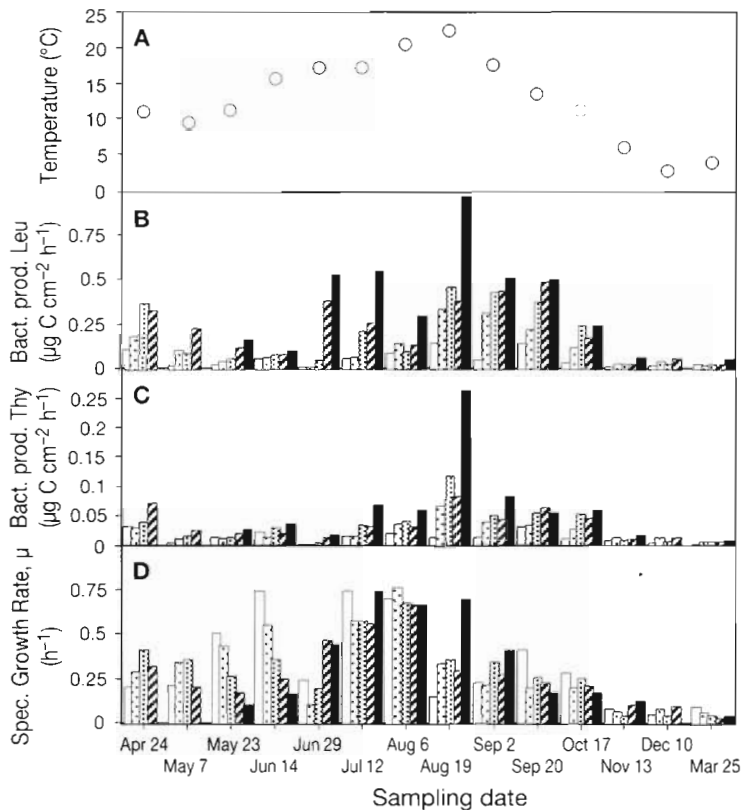 A
Temperature (°C)
25
20
15
10
5
0
B
Bact. prod. Leu
(µg C cm⁻² h⁻¹)
0.75
0.5
0.25
0
C
Bact. prod. Thy
(µg C cm⁻² h⁻¹)
0.25
0.2
0.15
0.1
0.05
0
D
Spec. Growth Rate, µ
(h⁻¹)
0.75
0.5
0.25
0
Apr 24 May 23 Jun 29 Aug 6 Sep 2 Oct 17 Dec 10
May 7 Jun 14 Jul 12 Aug 19 Sep 20 Nov 13 Mar 25
Sampling date